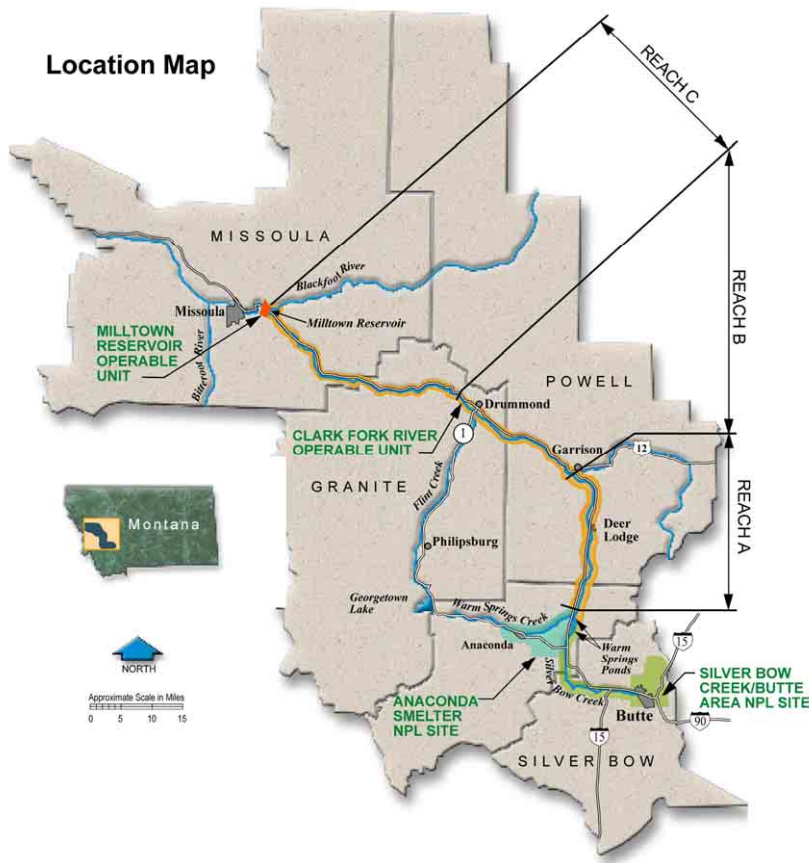 Location Map
REACH C
MISSOULA
Blackfoot River
Missoula
Milltown Reservoir
MILLTOWN
RESERVOIR
OPERABLE
UNIT
Bitteroot River
REACH B
POWELL
Drummond
1
CLARK FORK RIVER
OPERABLE UNIT
Garrison
12
GRANITE
Flint Creek
REACH A
Montana
Deer
Lodge
Philipsburg
Georgetown
Lake
Warm Springs Creek
Anaconda
Warm
Springs
Ponds
15
NORTH
Silver Bow Creek
ANACONDA
SMELTER
NPL SITE
SILVER BOW
CREEK/BUTTE
AREA NPL SITE
Butte
90
Approximate Scale in Miles
0 5 10 15
15
SILVER BOW